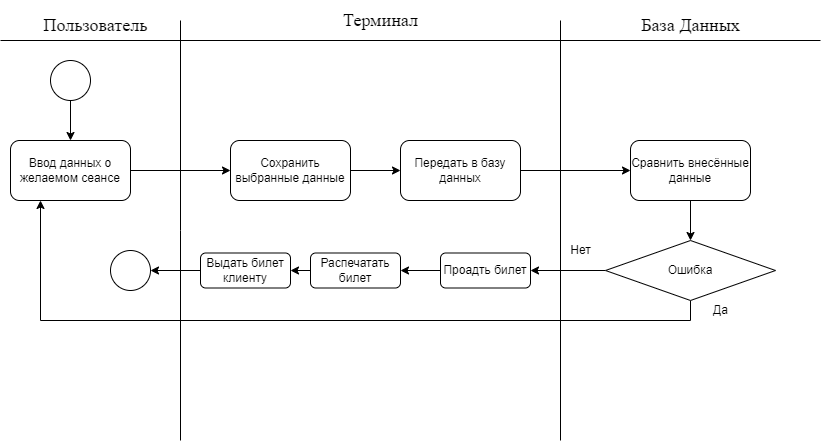 Пользователь
Терминал
База Данных
Ввод данных о
желаемом сеансе
Сохранить
выбранные данные
Передать в базу
данных
Сравнить внесённые
данные
Нет
Выдать билет
клиенту
Распечатать
билет
Проадть билет
Ошибка
Да